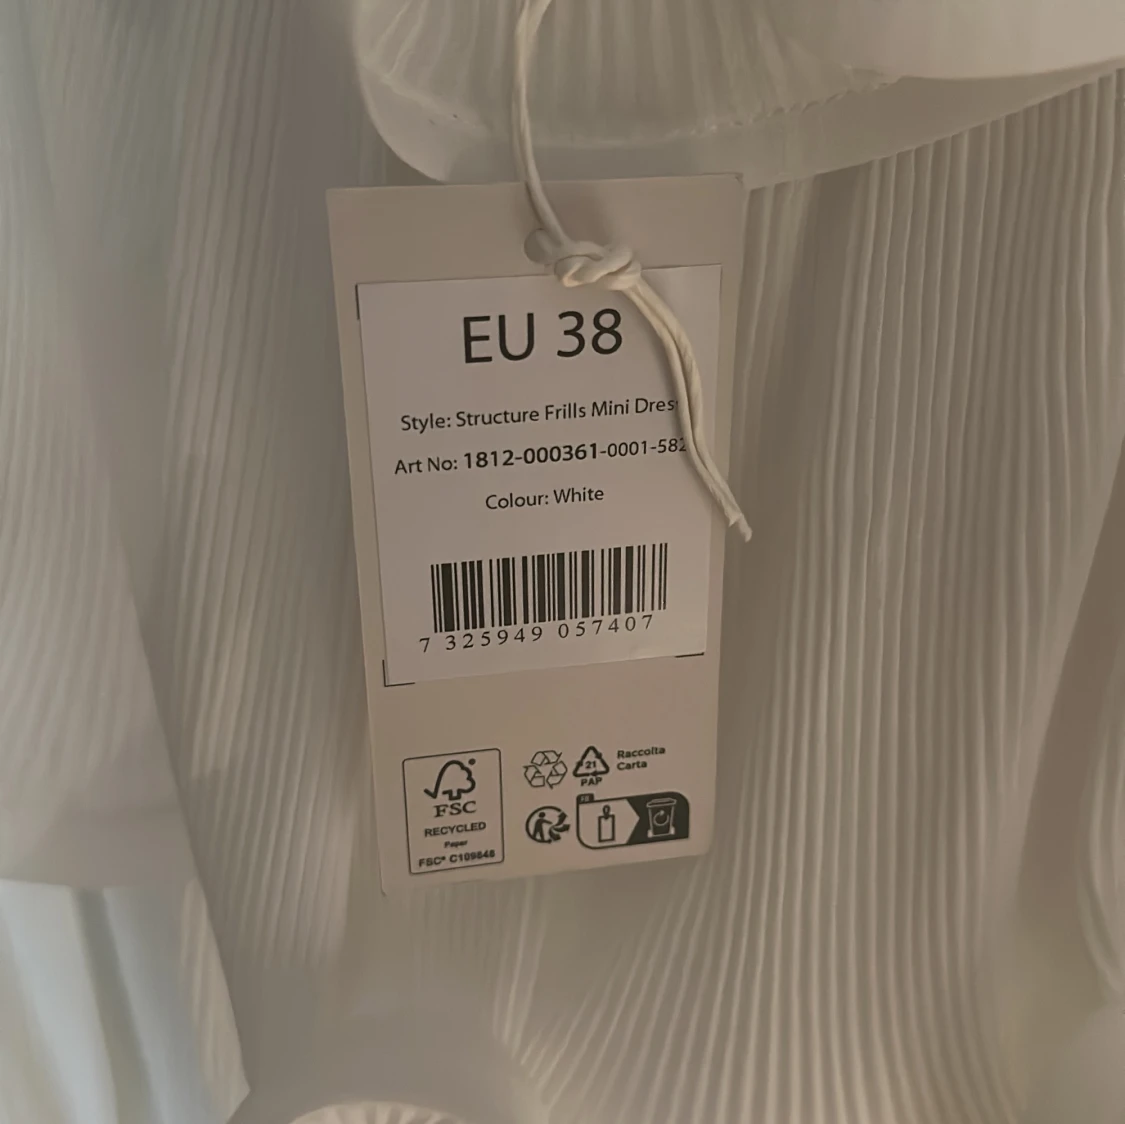 EU 38
Style: Structure Frills Mini Dres
Art No: 1812-000361-0001-582
Colour: White
7 325949 057407
FSC
RECYCLED
Paper
FSC® C109848
21
PAP
Raccolta
Carta
FR